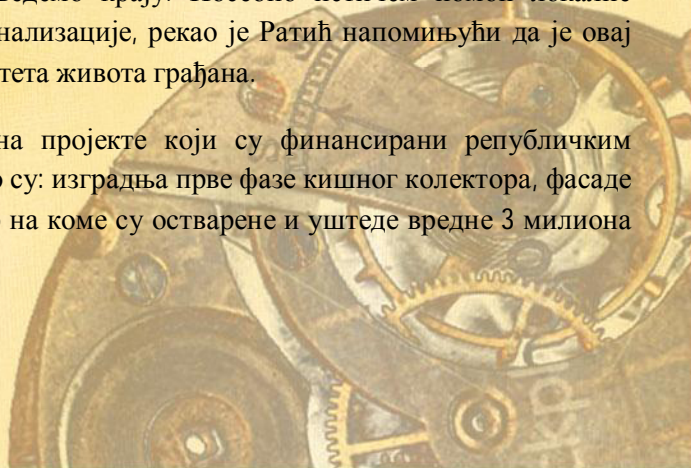 крају.
нализације, рекао је Ратић напомињући да је овај
тета живота грађана.
на пројекте који су финансирани републичким
о су: изградња прве фазе кишног колектора, фасаде
на коме су остварене и уштеде вредне 3 милиона